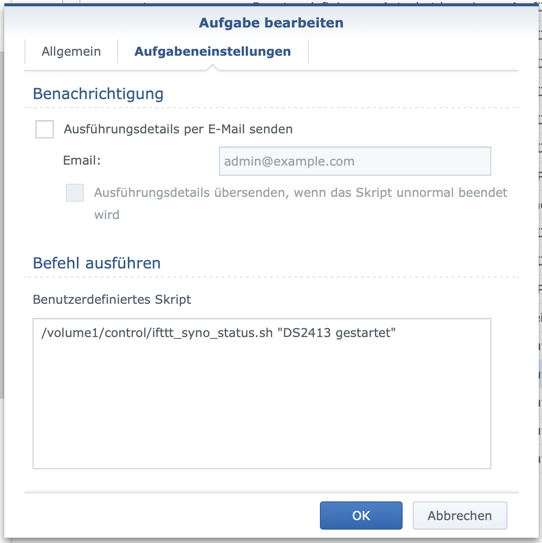 Aufgabe bearbeiten
Allgemein
Aufgabeneinstellungen
Benachrichtigung
Ausführungsdetails per E-Mail senden
Email:
admin@example.com
Ausführungsdetails übersenden, wenn das Skript unnormal beendet
wird
Befehl ausführen
Benutzerdefiniertes Skript
/volume1/control/ifttt_syno_status.sh "DS2413 gestartet"
OK
Abbrechen